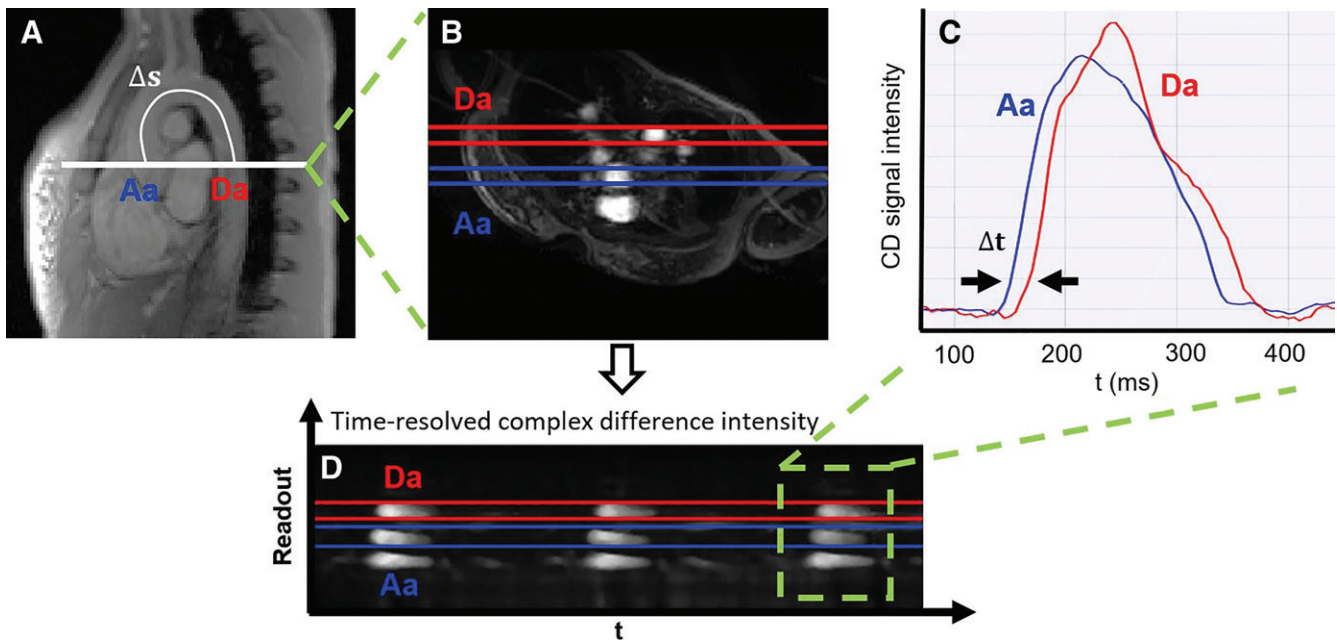 A
Δs
Aa
Da
B
Da
Aa
C
CD signal intensity
Aa
Da
Δt
100
200
300
400
t (ms)
Time-resolved complex difference intensity
D
Da
Aa
Readout
t